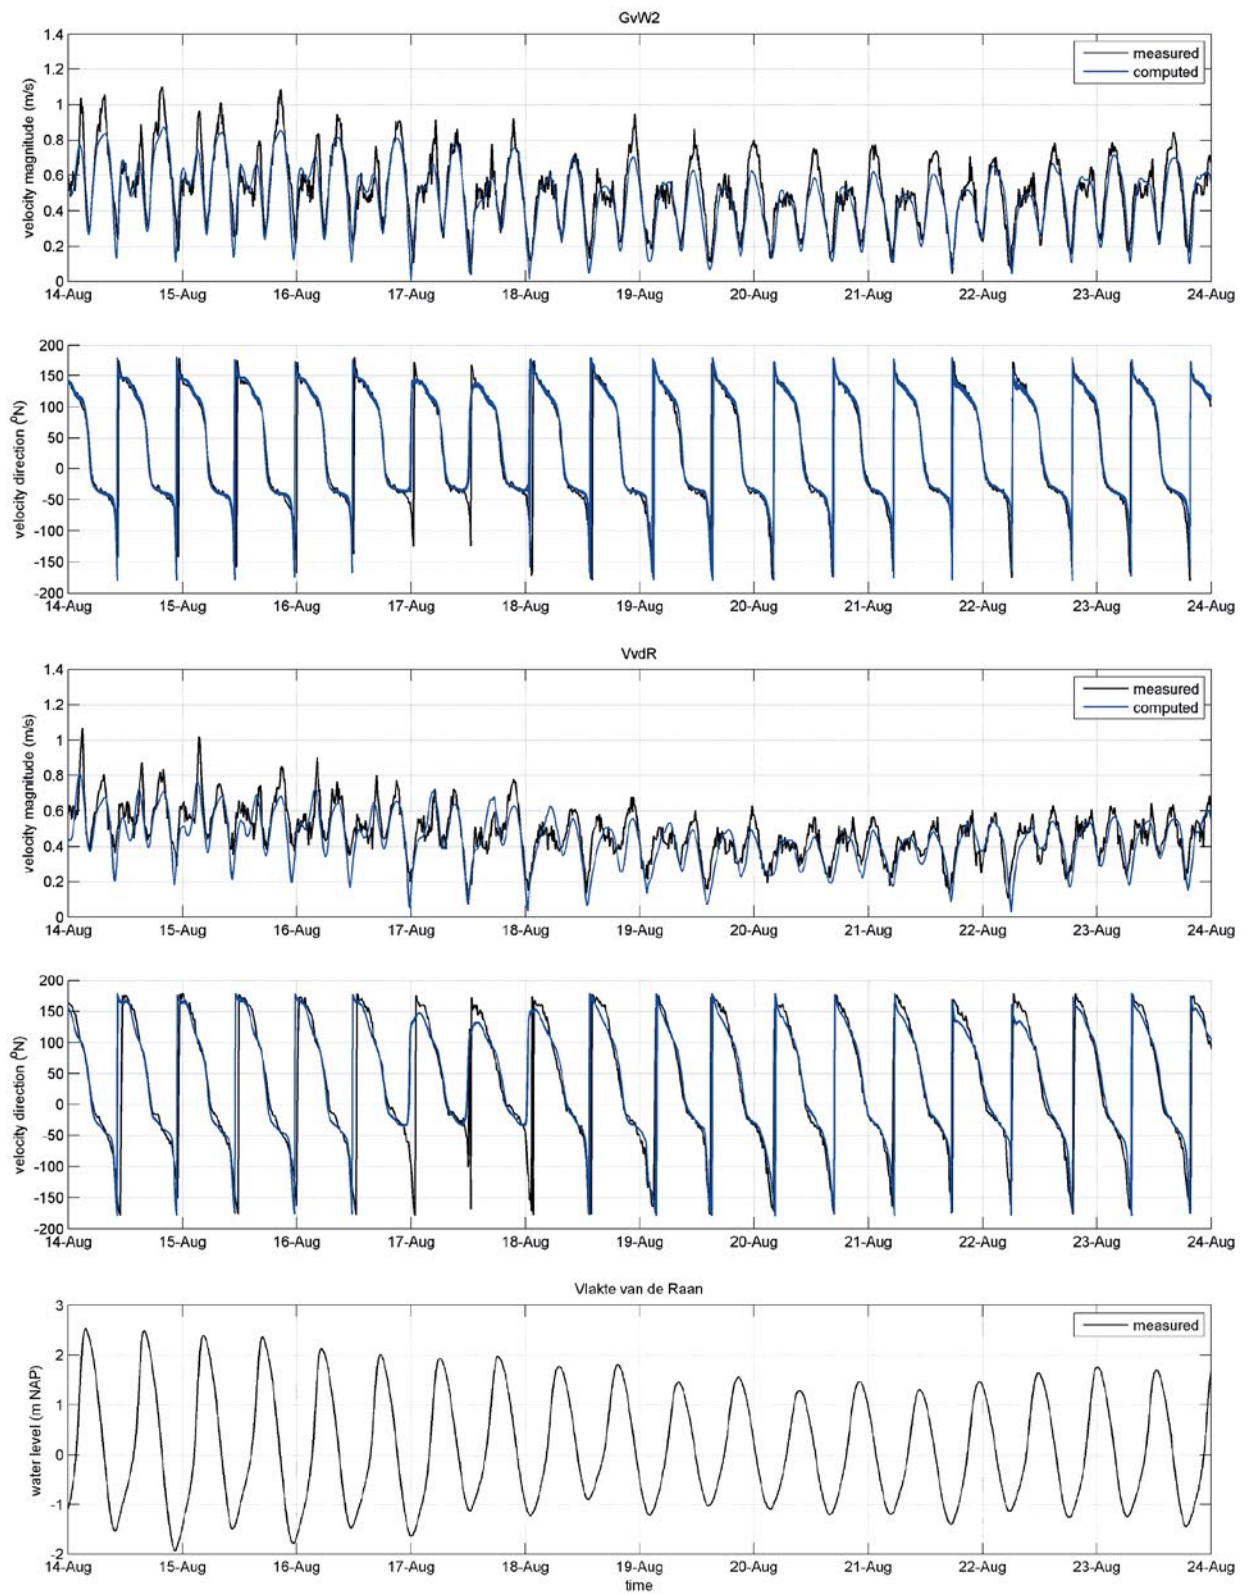 GvW2
1.4
1.2
1
0.8
0.6
0.4
0.2
0
velocity magnitude (m/s)
measured
computed
14-Aug 15-Aug 16-Aug 17-Aug 18-Aug 19-Aug 20-Aug 21-Aug 22-Aug 23-Aug 24-Aug
200
150
100
50
0
-50
-100
-150
-200
velocity direction (⁰N)
14-Aug 15-Aug 16-Aug 17-Aug 18-Aug 19-Aug 20-Aug 21-Aug 22-Aug 23-Aug 24-Aug
VvdR
1.4
1.2
1
0.8
0.6
0.4
0.2
0
velocity magnitude (m/s)
measured
computed
14-Aug 15-Aug 16-Aug 17-Aug 18-Aug 19-Aug 20-Aug 21-Aug 22-Aug 23-Aug 24-Aug
200
150
100
50
0
-50
-100
-150
-200
velocity direction (⁰N)
14-Aug 15-Aug 16-Aug 17-Aug 18-Aug 19-Aug 20-Aug 21-Aug 22-Aug 23-Aug 24-Aug
Vlakte van de Raan
3
2
1
0
-1
-2
water level (m NAP)
measured
14-Aug 15-Aug 16-Aug 17-Aug 18-Aug 19-Aug 20-Aug 21-Aug 22-Aug 23-Aug 24-Aug
time